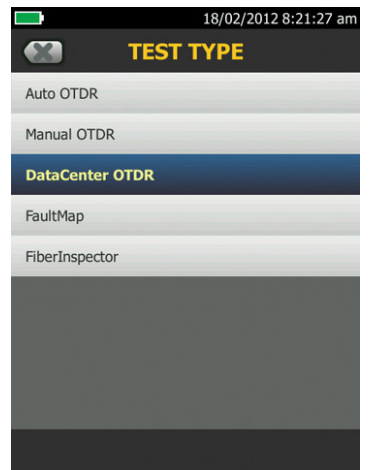 18/02/2012 8:21:27 am
TEST TYPE
Auto OTDR
Manual OTDR
DataCenter OTDR
FaultMap
FiberInspector